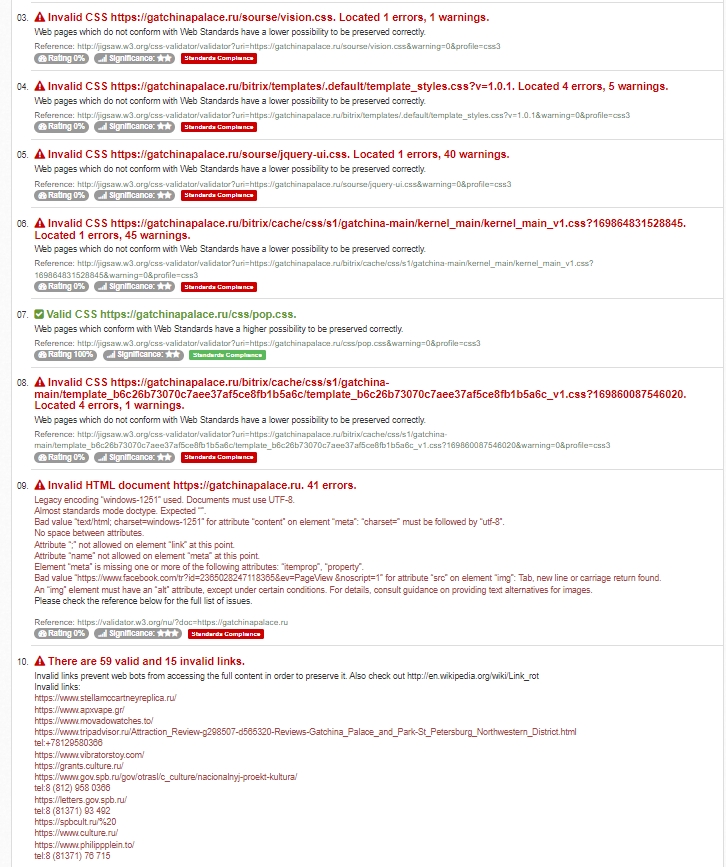 03. Invalid CSS https://gatchinapalace.ru/sourse/vision.css. Located 1 errors, 1 warnings.
Web pages which do not conform with Web Standards have a lower possibility to be preserved correctly.
Reference: http://jigsaw.w3.org/css-validator/validator?uri=https://gatchinapalace.ru/sourse/vision.css&warning=0&profile=css3
Rating 0% Significance: Standards Compliance
04. Invalid CSS https://gatchinapalace.ru/bitrix/templates/.default/template_styles.css?v=1.0.1. Located 4 errors, 5 warnings.
Web pages which do not conform with Web Standards have a lower possibility to be preserved correctly.
Reference: http://jigsaw.w3.org/css-validator/validator?uri=https://gatchinapalace.ru/bitrix/templates/.default/template_styles.css?v=1.0.1&warning=0&profile=css3
Rating 0% Significance: Standards Compliance
05. Invalid CSS https://gatchinapalace.ru/sourse/jquery-ui.css. Located 1 errors, 40 warnings.
Web pages which do not conform with Web Standards have a lower possibility to be preserved correctly.
Reference: http://jigsaw.w3.org/css-validator/validator?uri=https://gatchinapalace.ru/sourse/jquery-ui.css&warning=0&profile=css3
Rating 0% Significance: Standards Compliance
06. Invalid CSS https://gatchinapalace.ru/bitrix/cache/css/s1/gatchina-main/kernel_main/kernel_main_v1.css?169864831528845.
Located 1 errors, 45 warnings.
Web pages which do not conform with Web Standards have a lower possibility to be preserved correctly.
Reference: http://jigsaw.w3.org/css-validator/validator?uri=https://gatchinapalace.ru/bitrix/cache/css/s1/gatchina-main/kernel_main/kernel_main_v1.css?
169864831528845&warning=0&profile=css3
Rating 0% Significance: Standards Compliance
07. Valid CSS https://gatchinapalace.ru/css/pop.css.
Web pages which conform with Web Standards have a higher possibility to be preserved correctly.
Reference: http://jigsaw.w3.org/css-validator/validator?uri=https://gatchinapalace.ru/css/pop.css&warning=0&profile=css3
Rating 100% Significance: Standards Compliance
08. Invalid CSS https://gatchinapalace.ru/bitrix/cache/css/s1/gatchina-
main/template_b6c26b73070c7aee37af5ce8fb1b5a6c/template_b6c26b73070c7aee37af5ce8fb1b5a6c_v1.css?169860087546020.
Located 4 errors, 1 warnings.
Web pages which do not conform with Web Standards have a lower possibility to be preserved correctly.
Reference: http://jigsaw.w3.org/css-validator/validator?uri=https://gatchinapalace.ru/bitrix/cache/css/s1/gatchina-
main/template_b6c26b73070c7aee37af5ce8fb1b5a6c/template_b6c26b73070c7aee37af5ce8fb1b5a6c_v1.css?169860087546020&warning=0&profile=css3
Rating 0% Significance: Standards Compliance
09. Invalid HTML document https://gatchinapalace.ru. 41 errors.
Legacy encoding "windows-1251" used. Documents must use UTF-8.
Almost standards mode doctype. Expected "".
Bad value "text/html; charset=windows-1251" for attribute "content" on element "meta": "charset=" must be followed by "utf-8".
No space between attributes.
Attribute ";" not allowed on element "link" at this point.
Attribute "name" not allowed on element "meta" at this point.
Element "meta" is missing one or more of the following attributes: "itemprop", "property".
Bad value "https://www.facebook.com/tr?id=2365028247118365&ev=PageView &noscript=1" for attribute "src" on element "img": Tab, new line or carriage return found.
An "img" element must have an "alt" attribute, except under certain conditions. For details, consult guidance on providing text alternatives for images.
Please check the reference below for the full list of issues.
Reference: https://validator.w3.org/nu/?doc=https://gatchinapalace.ru
Rating 0% Significance: Standards Compliance
10. There are 59 valid and 15 invalid links.
Invalid links prevent web bots from accessing the full content in order to preserve it. Also check out http://en.wikipedia.org/wiki/Link_rot
Invalid links:
https://www.stellamccartneyreplica.ru/
https://www.apxvape.gr/
https://www.movadowatches.to/
https://www.tripadvisor.ru/Attraction_Review-g298507-d565320-Reviews-Gatchina_Palace_and_Park-St_Petersburg_Northwestern_District.html
tel:+78129580366
https://www.vibratorstoy.com/
https://grants.culture.ru/
https://www.gov.spb.ru/gov/otrasl/c_culture/nacionalnyj-proekt-kultura/
tel:8 (812) 958 0366
https://letters.gov.spb.ru/
tel:8 (81371) 93 492
https://spbcult.ru/%20
https://www.culture.ru/
https://www.philippplein.to/
tel:8 (81371) 76 715